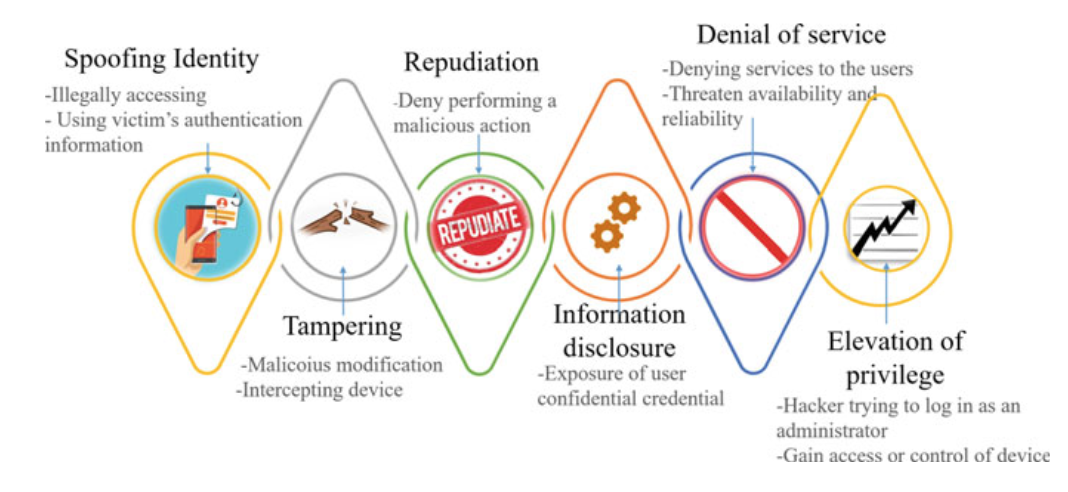 Spoofing Identity
-Illegally accessing
- Using victim's authentication
information
Tampering
-Malicoius modification
-Intercepting device
Repudiation
-Deny performing a
malicious action
REPUDIATE
Information
disclosure
-Exposure of user
confidential credential
Denial of service
-Denying services to the users
-Threaten availability and
reliability
Elevation of
privilege
-Hacker trying to log in as an
administrator
-Gain access or control of device